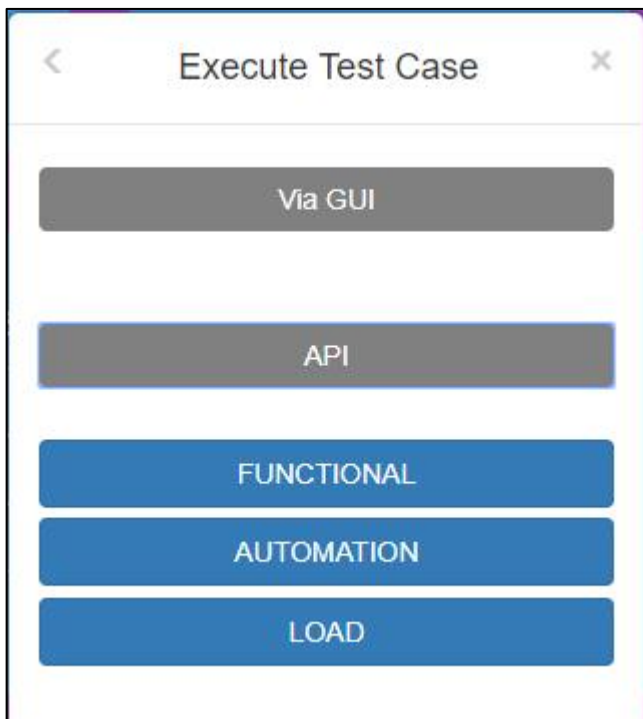 Execute Test Case
Via GUI
API
FUNCTIONAL
AUTOMATION
LOAD